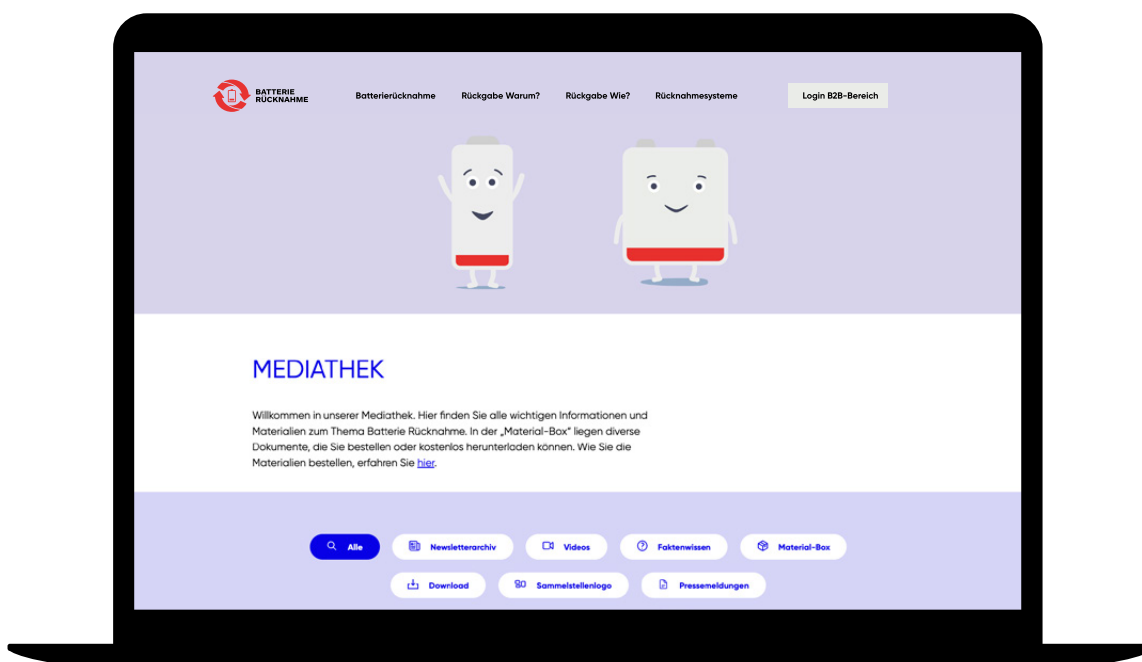 BATTERIE
RÜCKNAHME
Batterierücknahme Rückgabe Warum? Rückgabe Wie? Rücknahmesysteme Login B2B-Bereich
MEDIATHEK
Willkommen in unserer Mediathek. Hier finden Sie alle wichtigen Informationen und
Materialien zum Thema Batterie Rücknahme. In der „Material-Box" liegen diverse
Dokumente, die Sie bestellen oder kostenlos herunterladen können. Wie Sie die
Materialien bestellen, erfahren Sie hier.
Alle Newsletterarchiv Videos Faktenwissen Material-Box
Download Sammelstellenlogo Pressemeldungen